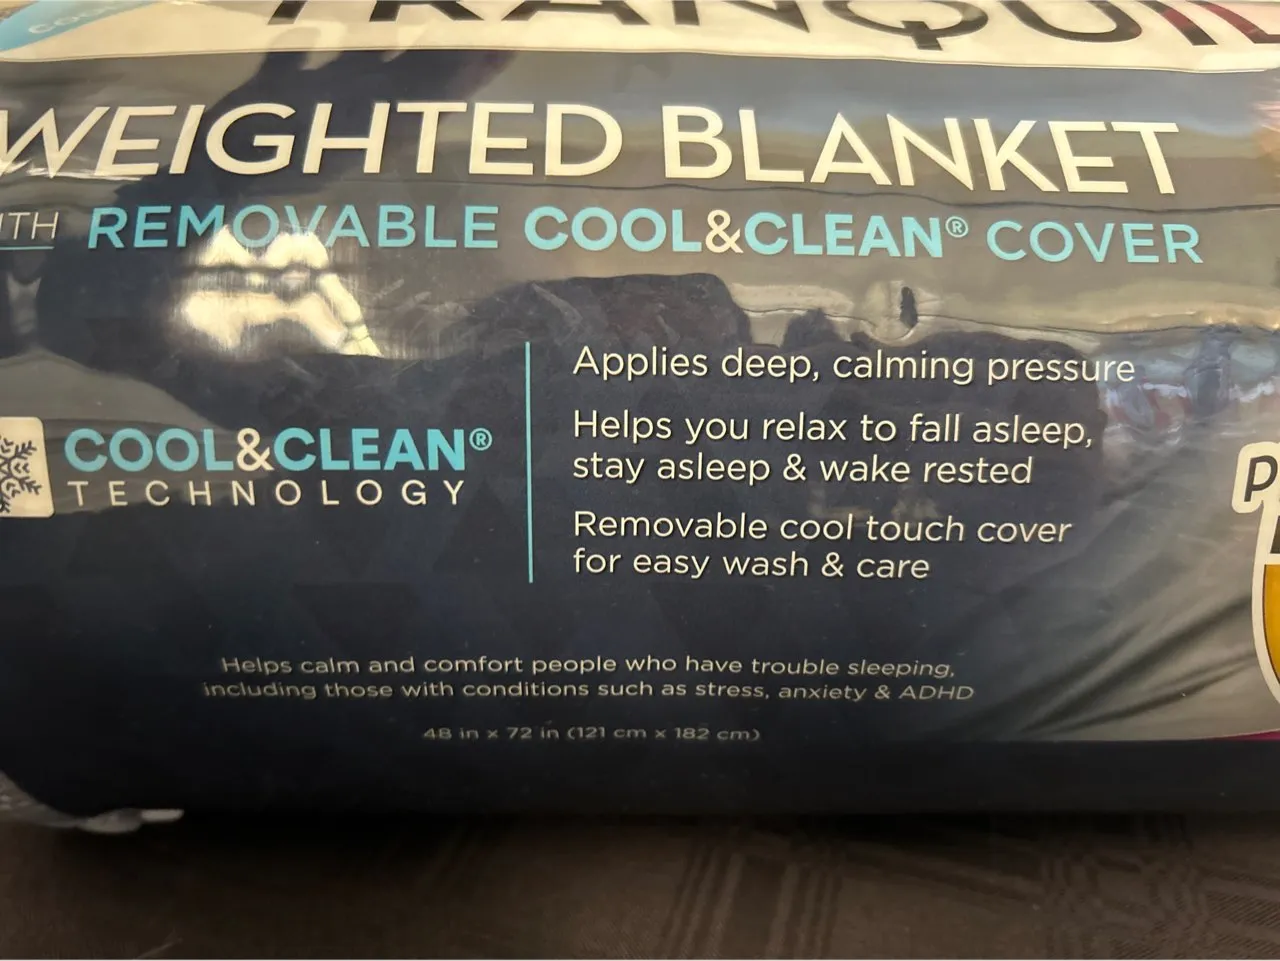 COOL
TRANQUIL
WEIGHTED BLANKET
WITH REMOVABLE COOL&CLEAN® COVER
Applies deep, calming pressure
Helps you relax to fall asleep,
stay asleep & wake rested
Removable cool touch cover
for easy wash & care
COOL&CLEAN®
TECHNOLOGY
Helps calm and comfort people who have trouble sleeping,
including those with conditions such as stress, anxiety & ADHD
48 in x 72 in (121 cm x 182 cm)